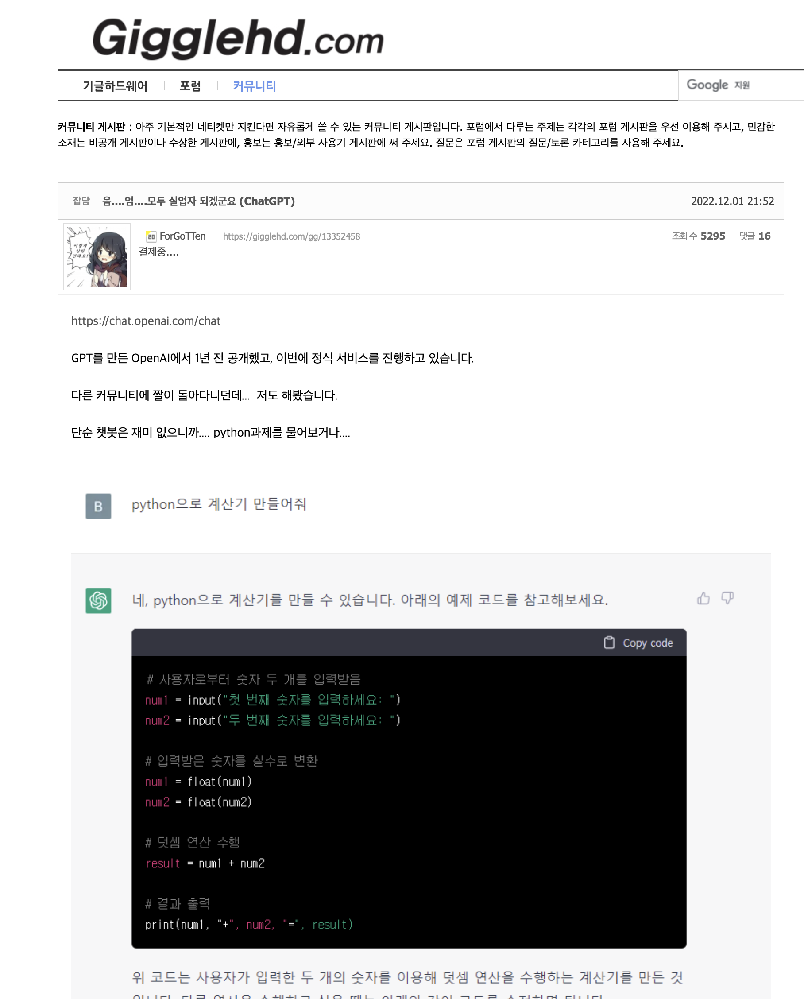 Gigglehd.com
기글하드웨어 | 포럼 | 커뮤니티
Google 지원
커뮤니티 게시판 : 아주 기본적인 네티켓만 지킨다면 자유롭게 쓸 수 있는 커뮤니티 게시판입니다. 포럼에서 다루는 주제는 각각의 포럼 게시판을 우선 이용해 주시고, 민감한
소재는 비공개 게시판이나 수상한 게시판에, 홍보는 홍보/외부 사용기 게시판에 써 주세요. 질문은 포럼 게시판의 질문/토론 카테고리를 사용해 주세요.
잡담 음....엄....모두 실업자 되겠군요 (ChatGPT) 2022.12.01 21:52
이렇게
살면
안돼요!
20 ForGoTTen https://gigglehd.com/gg/13352458 조회 수 5295 댓글 16
결제중....
https://chat.openai.com/chat
GPT를 만든 OpenAI에서 1년 전 공개했고, 이번에 정식 서비스를 진행하고 있습니다.
다른 커뮤니티에 짤이 돌아다니던데... 저도 해봤습니다.
단순 챗봇은 재미 없으니까.... python과제를 물어보거나....
B python으로 계산기 만들어줘
네, python으로 계산기를 만들 수 있습니다. 아래의 예제 코드를 참고해보세요.
Copy code
# 사용자로부터 숫자 두 개를 입력받음
num1 = input("첫 번째 숫자를 입력하세요: ")
num2 = input("두 번째 숫자를 입력하세요: ")
# 입력받은 숫자를 실수로 변환
num1 = float(num1)
num2 = float(num2)
# 덧셈 연산 수행
result = num1 + num2
# 결과 출력
print(num1, "+", num2, "=", result)
위 코드는 사용자가 입력한 두 개의 숫자를 이용해 덧셈 연산을 수행하는 계산기를 만든 것